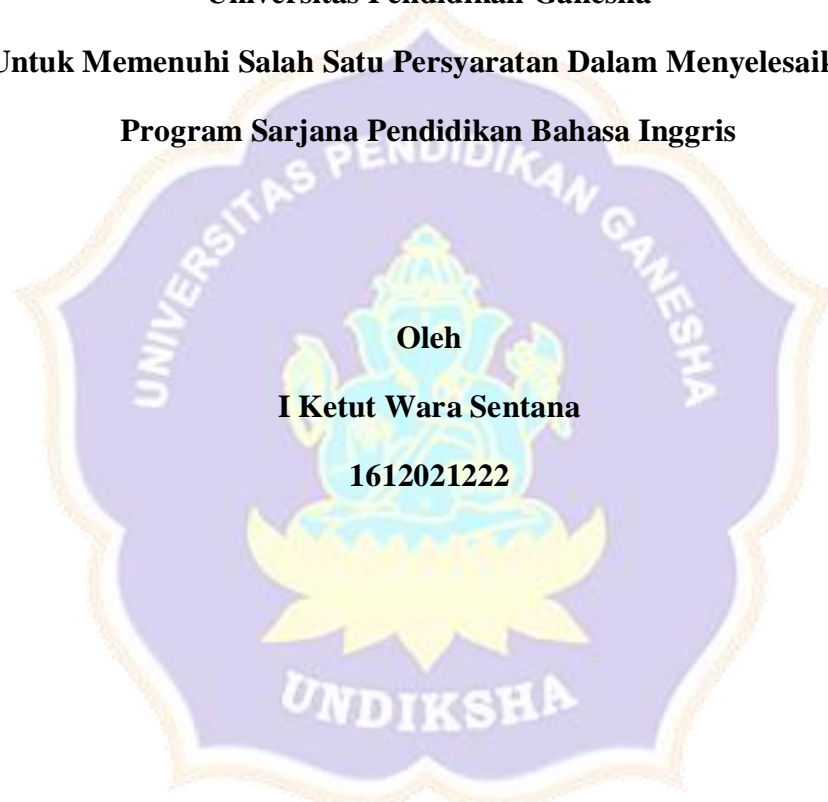 Universitas Pendidikan Ganesha
Untuk Memenuhi Salah Satu Persyaratan Dalam
Program Sarjana Pendidikan Bahasa Inggris
UNIVERSITAS PENDIDIKAN GANESHA
Oleh
I Ketut Wara Sentana
1612021222
UNDIKSHA